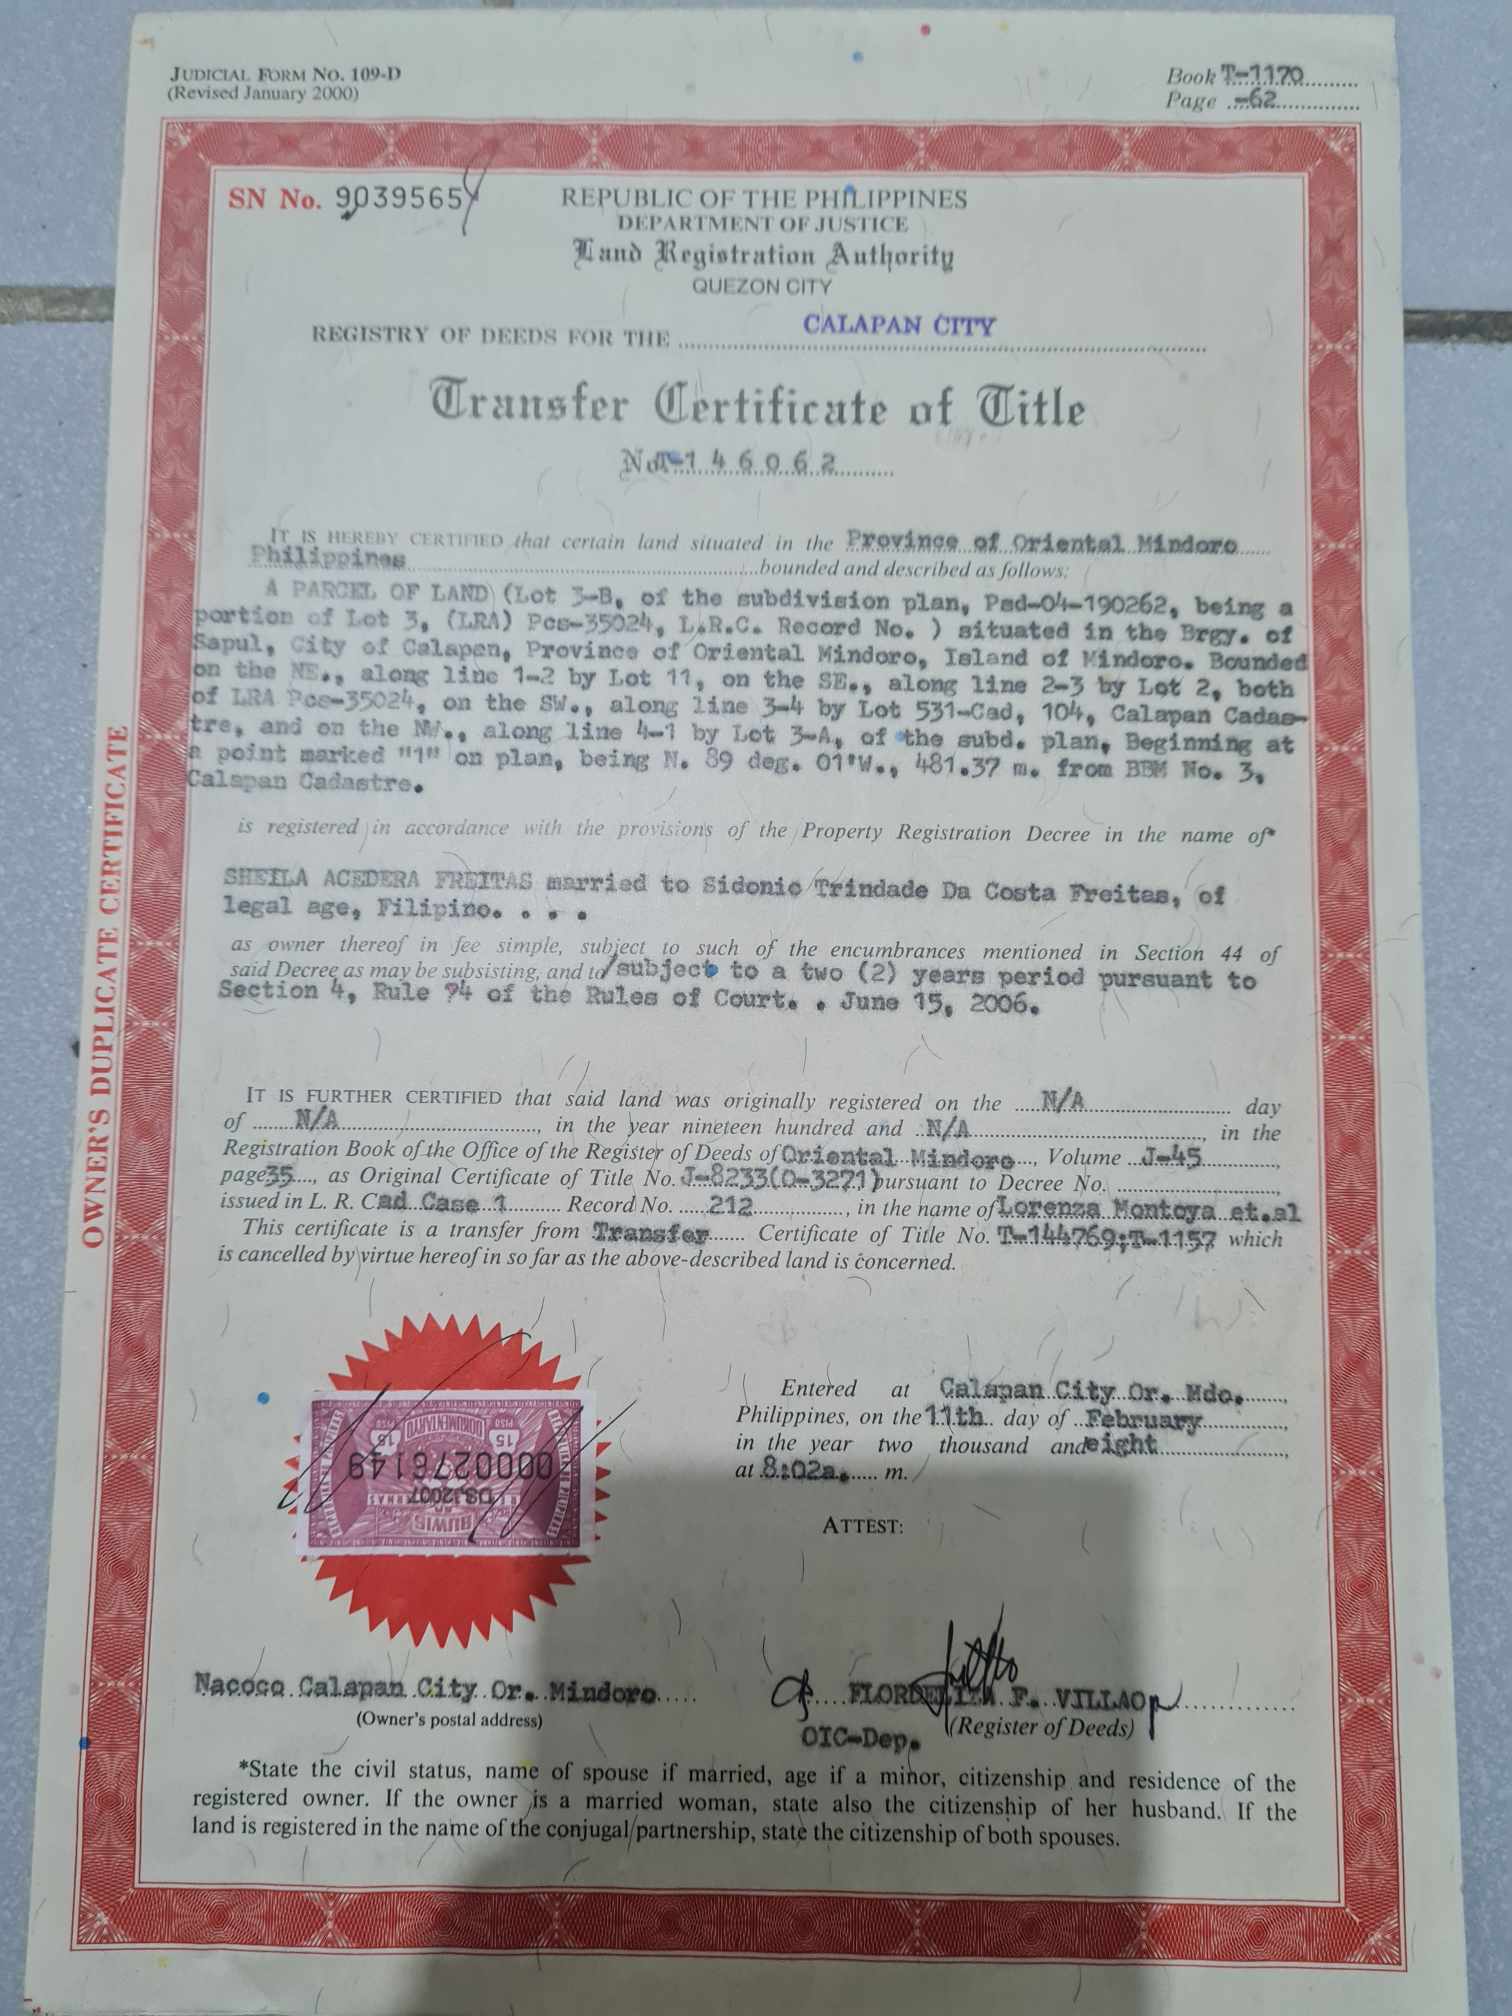 JUDICIAL FORM NO. 109-D
(Revised January 2000)
Book T-1170
Page -62
SN No. 9039565
REPUBLIC OF THE PHILIPPINES
DEPARTMENT OF JUSTICE
Land Registration Authority
QUEZON CITY
REGISTRY OF DEEDS FOR THE CALAPAN CITY
Transfer Certificate of Title
No. T-146062
IT IS HEREBY CERTIFIED that certain land situated in the Province of Oriental Mindoro
Philippines bounded and described as follows:
A PARCEL OF LAND (Lot 3-B, of the subdivision plan, Psd-04-190262, being a
portion of Lot 3, (LRA) Pcs-35024, L.R.C. Record No. ) situated in the Brgy. of
Sapul, City of Calapan, Province of Oriental Mindoro, Island of Mindoro. Bounded
on the NE., along line 1-2 by Lot 11, on the SE., along line 2-3 by Lot 2, both
of LRA Pcs-35024, on the SW., along line 3-4 by Lot 531-Cad, 104, Calapan Cadas-
tre, and on the NW., along line 4-1 by Lot 3-A, of the subd. plan, Beginning at
a point marked "1" on plan, being N. 89 deg. 01'W., 481.37 m. from BBM No. 3,
Calapan Cadastre.
is registered in accordance with the provisions of the Property Registration Decree in the name of*
SHEILA ACEDERA FREITAS married to Sidonio Trindade Da Costa Freitas, of
legal age, Filipino. . . .
as owner thereof in fee simple, subject to such of the encumbrances mentioned in Section 44 of
said Decree as may be subsisting, and to/subject to a two (2) years period pursuant to
Section 4, Rule 74 of the Rules of Court. . June 15, 2006.
IT IS FURTHER CERTIFIED that said land was originally registered on the N/A day
of N/A, in the year nineteen hundred and N/A, in the
Registration Book of the Office of the Register of Deeds of Oriental Mindoro, Volume J-45,
page 35, as Original Certificate of Title No. J-8233(O-3271) pursuant to Decree No. ,
issued in L. R. Cad Case 1 Record No. 212, in the name of Lorenza Montoya et.al
This certificate is a transfer from Transfer Certificate of Title No. T-144769;T-1157 which
is cancelled by virtue hereof in so far as the above-described land is concerned.
OWNER'S DUPLICATE CERTIFICATE
Entered at Calapan City Or. Mdo.,
Philippines, on the 11th day of February,
in the year two thousand and eight,
at 8:02a. m.
DOKUMENTARIO
15 15
PISO PISO
0000276149
DSJ2007
BUWIS
ATTEST:
Nacoco Calapan City Or. Mindoro
(Owner's postal address)
FLORDELIZA F. VILLAO
OIC-Dep. (Register of Deeds)
*State the civil status, name of spouse if married, age if a minor, citizenship and residence of the
registered owner. If the owner is a married woman, state also the citizenship of her husband. If the
land is registered in the name of the conjugal partnership, state the citizenship of both spouses.